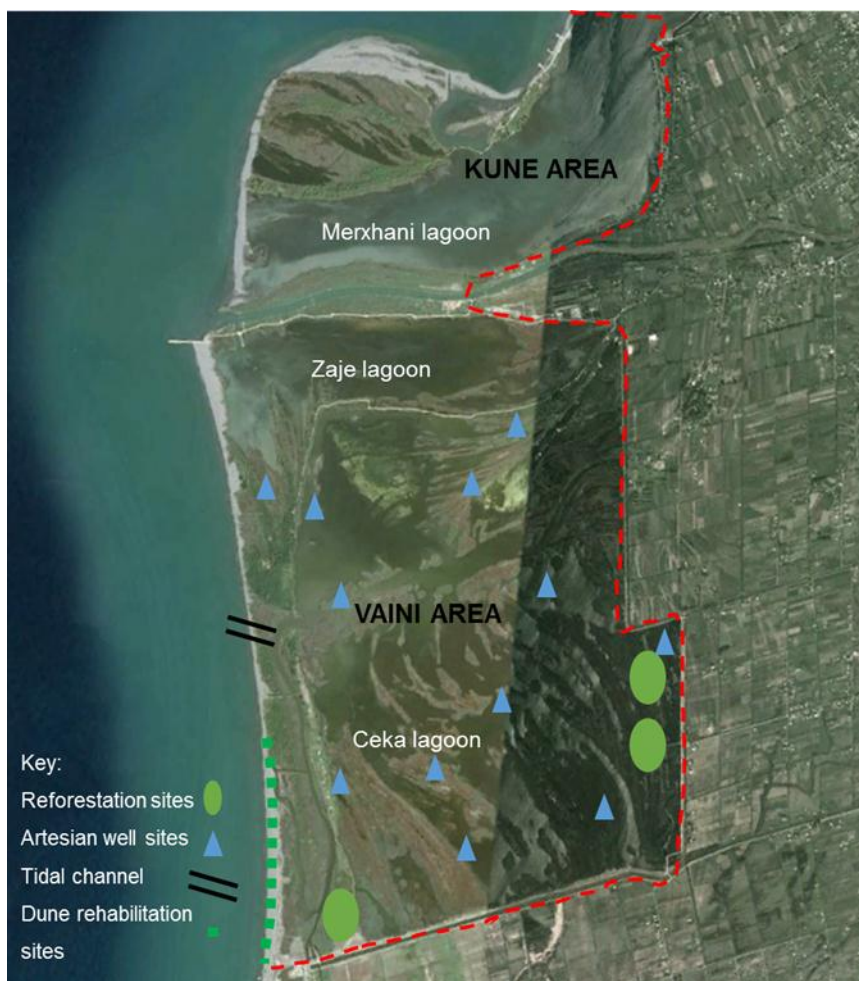 KUNE AREA
Merxhani lagoon
Zaje lagoon
VAINI AREA
Ceka lagoon
Key:
Reforestation sites
Artesian well sites
Tidal channel
Dune rehabilitation
sites